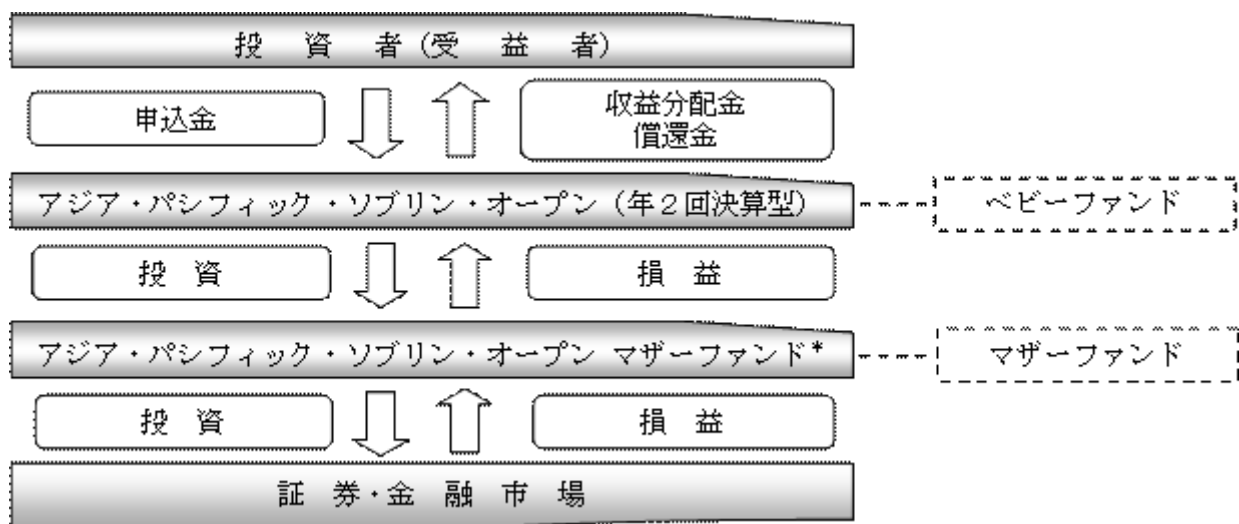 投資者(受益者)
申込金
収益分配金
償還金
アジア・パシフィック・ソブリン・オープン(年2回決算型)
ベビーファンド
投資
損益
アジア・パシフィック・ソブリン・オープン マザーファンド*
マザーファンド
投資
損益
証券・金融市場